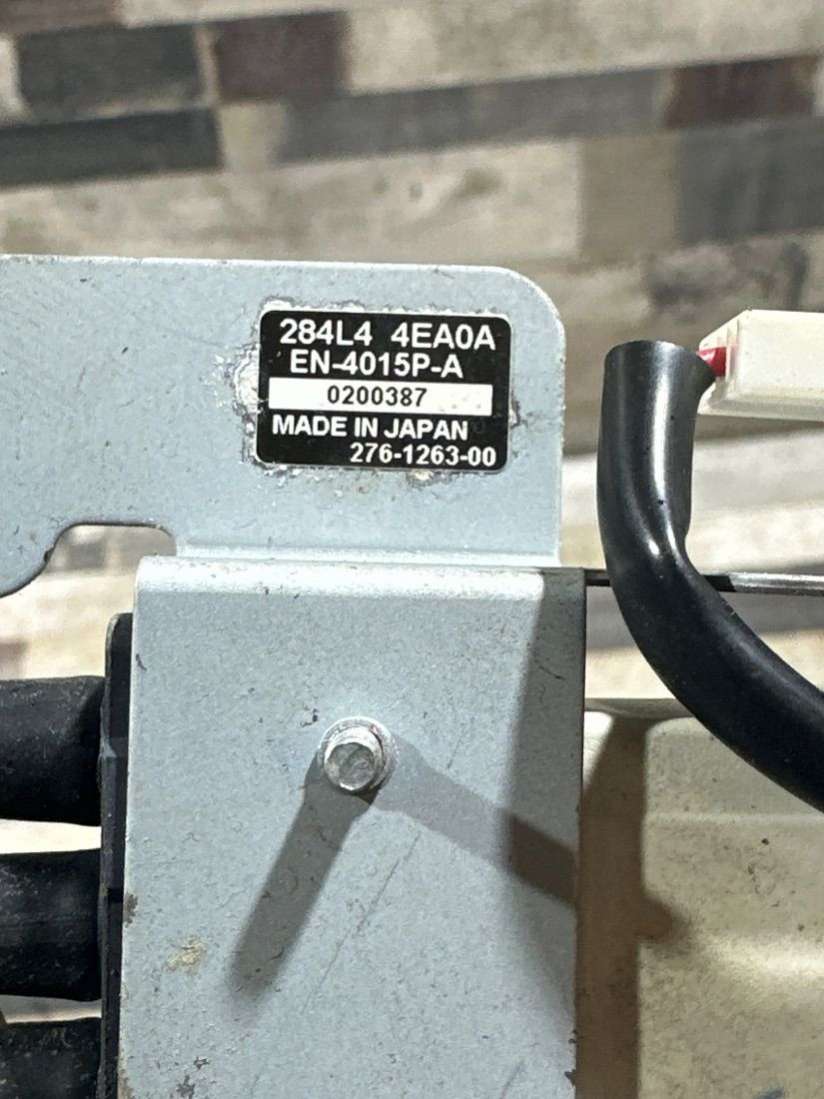 284L4 4EA0A
EN-4015P-A
0200387
MADE IN JAPAN
276-1263-00